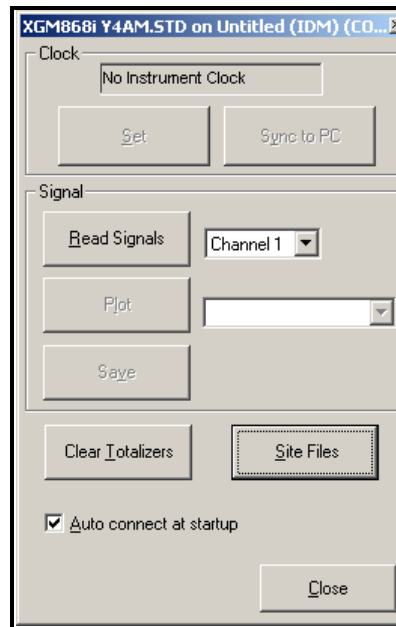 XGM868i Y4AM.STD on Untitled (IDM) (CO...
Clock
No Instrument Clock
Set
Sync to PC
Signal
Read Signals
Channel 1
Plot
Save
Clear Totalizers
Site Files
Auto connect at startup
Close